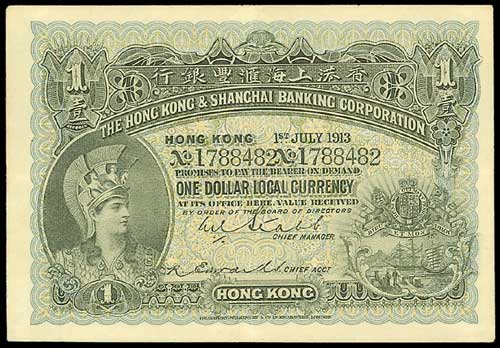 1 1
行銀豐滙海上港香
壹 壹
THE HONG KONG & SHANGHAI BANKING CORPORATION
HONG KONG 1ST JULY 1913
No 1788482 No 1788482
PROMISES TO PAY THE BEARER ON DEMAND
ONE DOLLAR LOCAL CURRENCY
AT ITS OFFICE HERE, VALUE RECEIVED
BY ORDER OF THE BOARD OF DIRECTORS
CHIEF MANAGER
CHIEF ACCT
1 HONG KONG